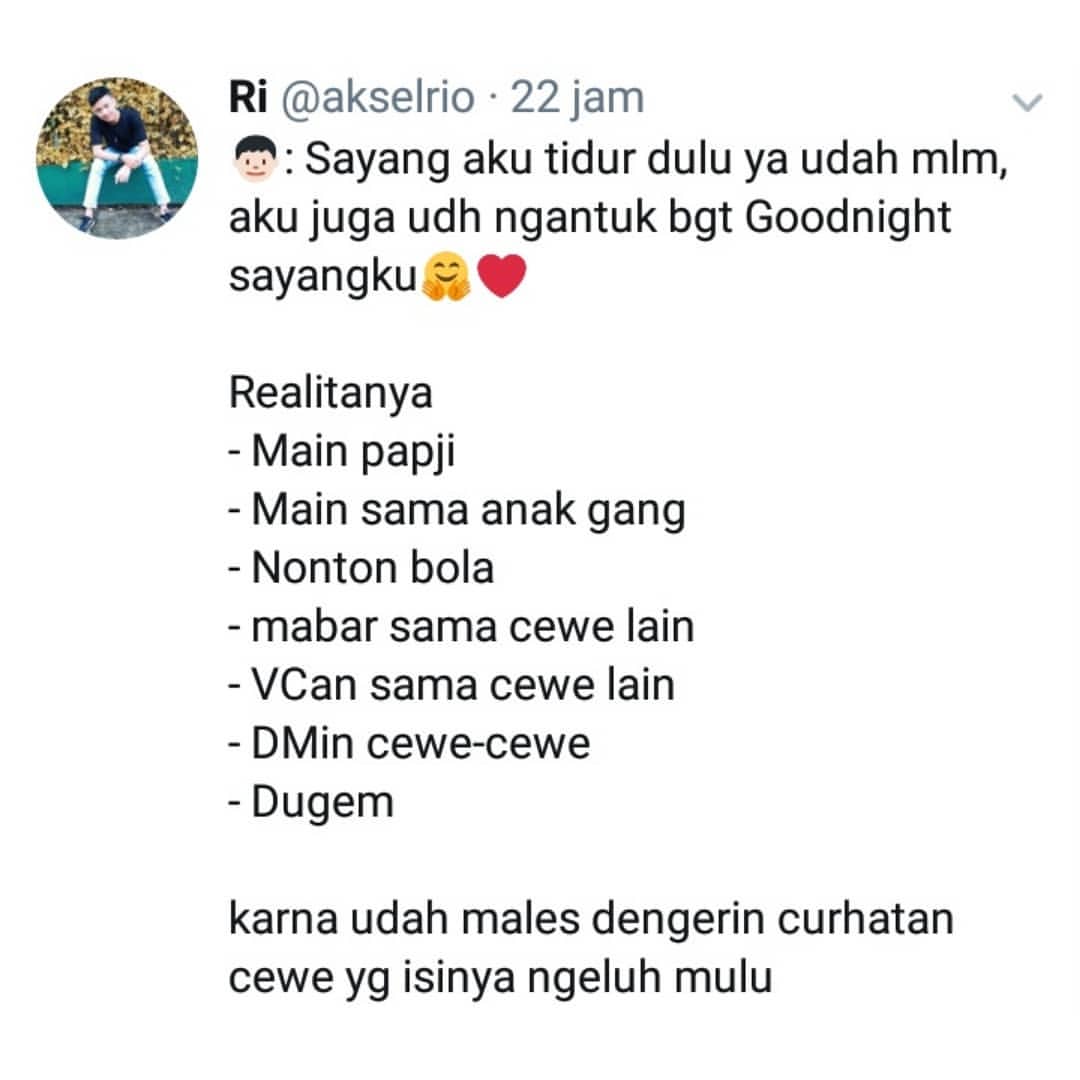 Ri @akselrio · 22 jam
👦🏻: Sayang aku tidur dulu ya udah mlm,
aku juga udh ngantuk bgt Goodnight
sayangku🤗❤️
Realitanya
- Main papji
- Main sama anak gang
- Nonton bola
- mabar sama cewe lain
- VCan sama cewe lain
- DMin cewe-cewe
- Dugem
karna udah males dengerin curhatan
cewe yg isinya ngeluh mulu